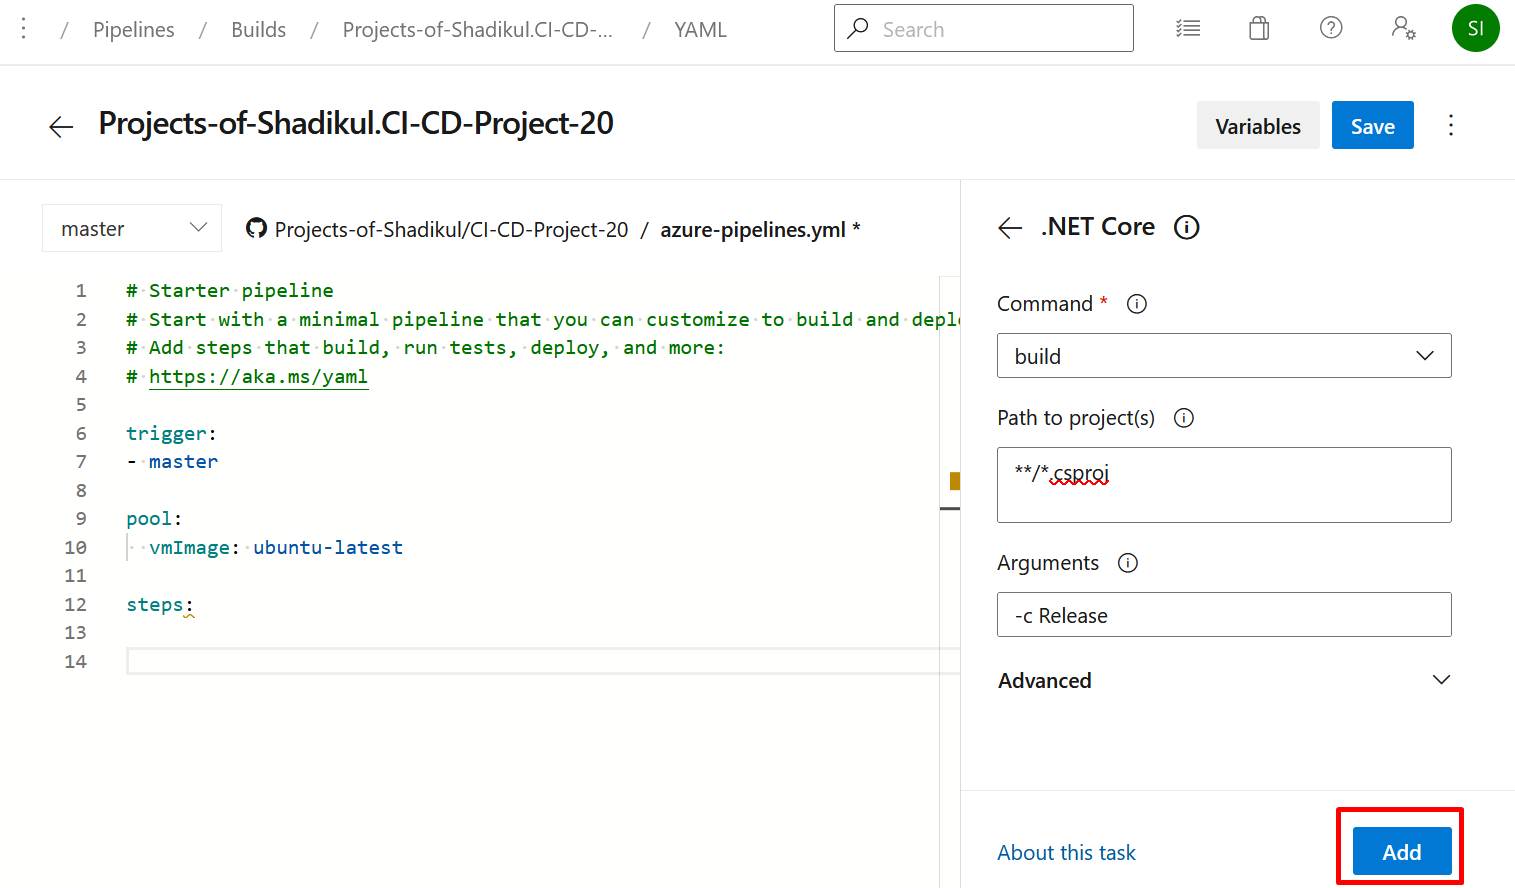 / Pipelines / Builds / Projects-of-Shadikul.CI-CD-... / YAML
Search
SI
Projects-of-Shadikul.CI-CD-Project-20
Variables
Save
master
Projects-of-Shadikul/CI-CD-Project-20 / azure-pipelines.yml *
1 # Starter pipeline
2 # Start with a minimal pipeline that you can customize to build and deplo
3 # Add steps that build, run tests, deploy, and more:
4 # https://aka.ms/yaml
5
6 trigger:
7 - master
8
9 pool:
10   vmImage: ubuntu-latest
11
12 steps:
13
14
.NET Core
Command *
build
Path to project(s)
**/*.csproj
Arguments
-c Release
Advanced
About this task
Add